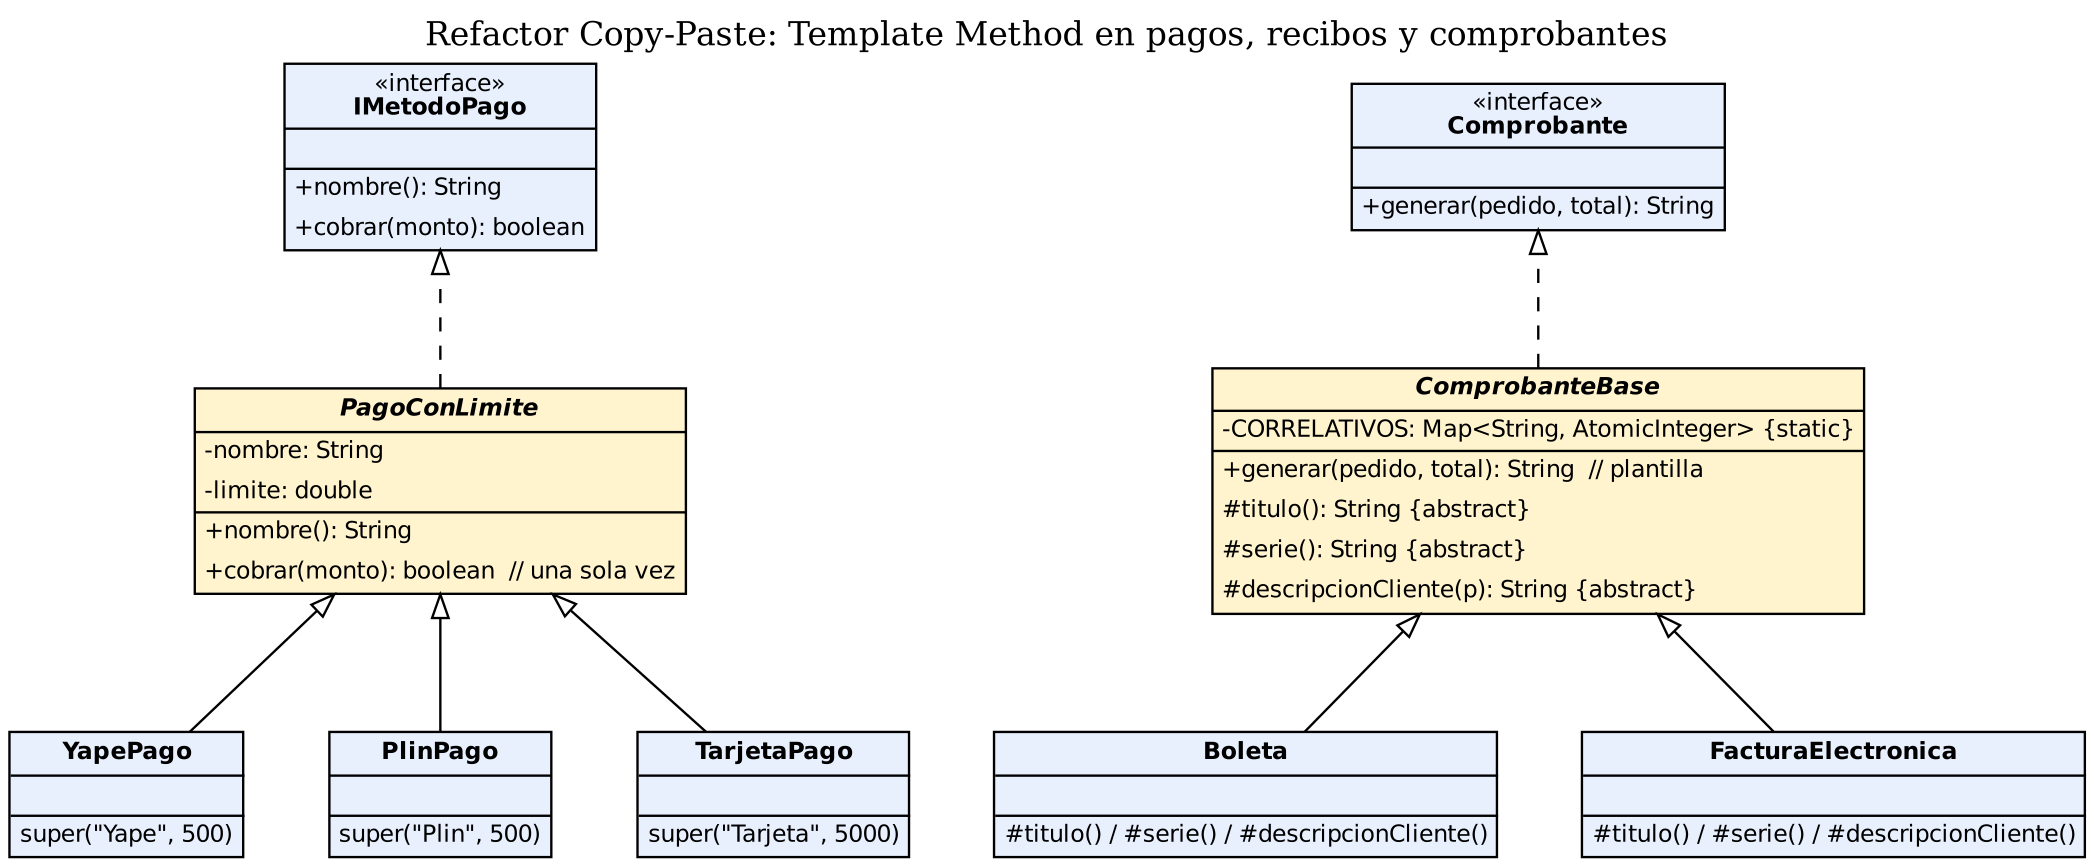 Refactor Copy-Paste: Template Method en pagos, recibos y comprobantes
«interface»
IMetodoPago
+nombre(): String
+cobrar(monto): boolean
«interface»
Comprobante
+generar(pedido, total): String
PagoConLimite
-nombre: String
-limite: double
+nombre(): String
+cobrar(monto): boolean  // una sola vez
ComprobanteBase
-CORRELATIVOS: Map<String, AtomicInteger> {static}
+generar(pedido, total): String  // plantilla
#titulo(): String {abstract}
#serie(): String {abstract}
#descripcionCliente(p): String {abstract}
YapePago
super("Yape", 500)
PlinPago
super("Plin", 500)
TarjetaPago
super("Tarjeta", 5000)
Boleta
#titulo() / #serie() / #descripcionCliente()
FacturaElectronica
#titulo() / #serie() / #descripcionCliente()